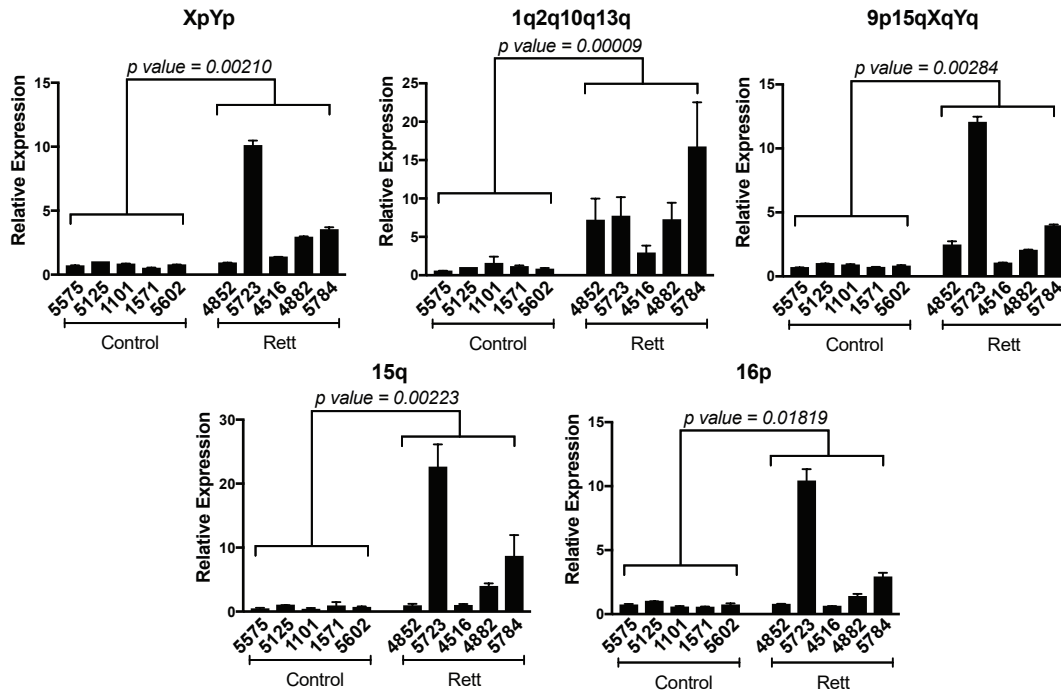 XpYp
p value = 0.00210
Relative Expression
15
10
5
0
5575 5125 1101 1571 5602 4852 5723 4516 4882 5784
Control Rett
1q2q10q13q
p value = 0.00009
Relative Expression
25
20
15
10
5
0
5575 5125 1101 1571 5602 4852 5723 4516 4882 5784
Control Rett
9p15qXqYq
p value = 0.00284
Relative Expression
15
10
5
0
5575 5125 1101 1571 5602 4852 5723 4516 4882 5784
Control Rett
15q
p value = 0.00223
Relative Expression
30
20
10
0
5575 5125 1101 1571 5602 4852 5723 4516 4882 5784
Control Rett
16p
p value = 0.01819
Relative Expression
15
10
5
0
5575 5125 1101 1571 5602 4852 5723 4516 4882 5784
Control Rett